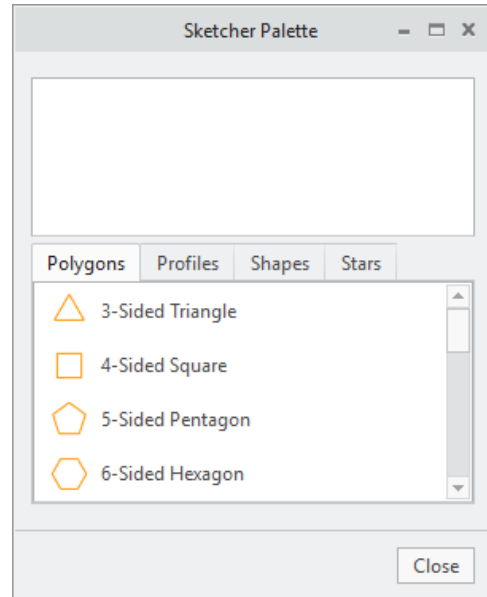 Sketcher Palette
Polygons Profiles Shapes Stars
3-Sided Triangle
4-Sided Square
5-Sided Pentagon
6-Sided Hexagon
Close